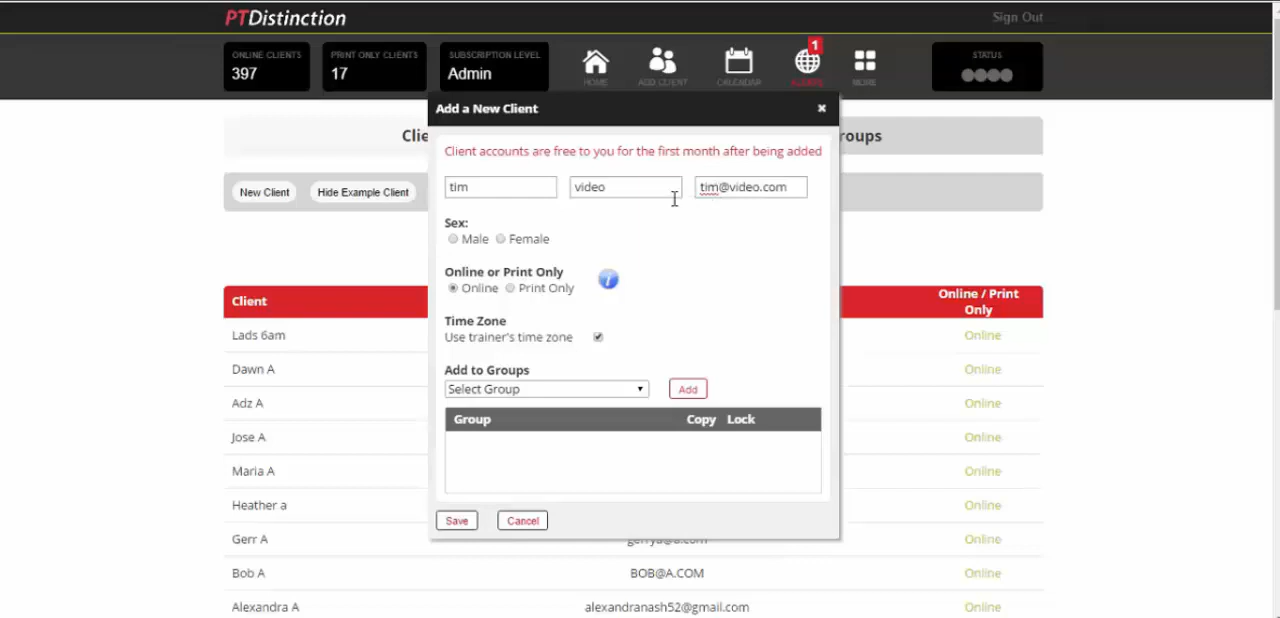 PTDistinction
Sign Out
ONLINE CLIENTS
397
PRINT ONLY CLIENTS
17
SUBSCRIPTION LEVEL
Admin
HOME
ADD CLIENT
CALENDAR
1
ALERTS
MORE
STATUS
Add a New Client
Clie
roups
Client accounts are free to you for the first month after being added
New Client
Hide Example Client
tim
video
tim@video.com
Sex:
Male
Female
Online or Print Only
i
Online
Print Only
Time Zone
Use trainer's time zone
Add to Groups
Select Group
Add
Group
Copy
Lock
Save
Cancel
Client
Online / Print
Only
Lads 6am
Online
Dawn A
Online
Adz A
Online
Jose A
Online
Maria A
Online
Heather a
Online
Gerr A
Online
Bob A
BOB@A.COM
Online
Alexandra A
alexandranash52@gmail.com
Online